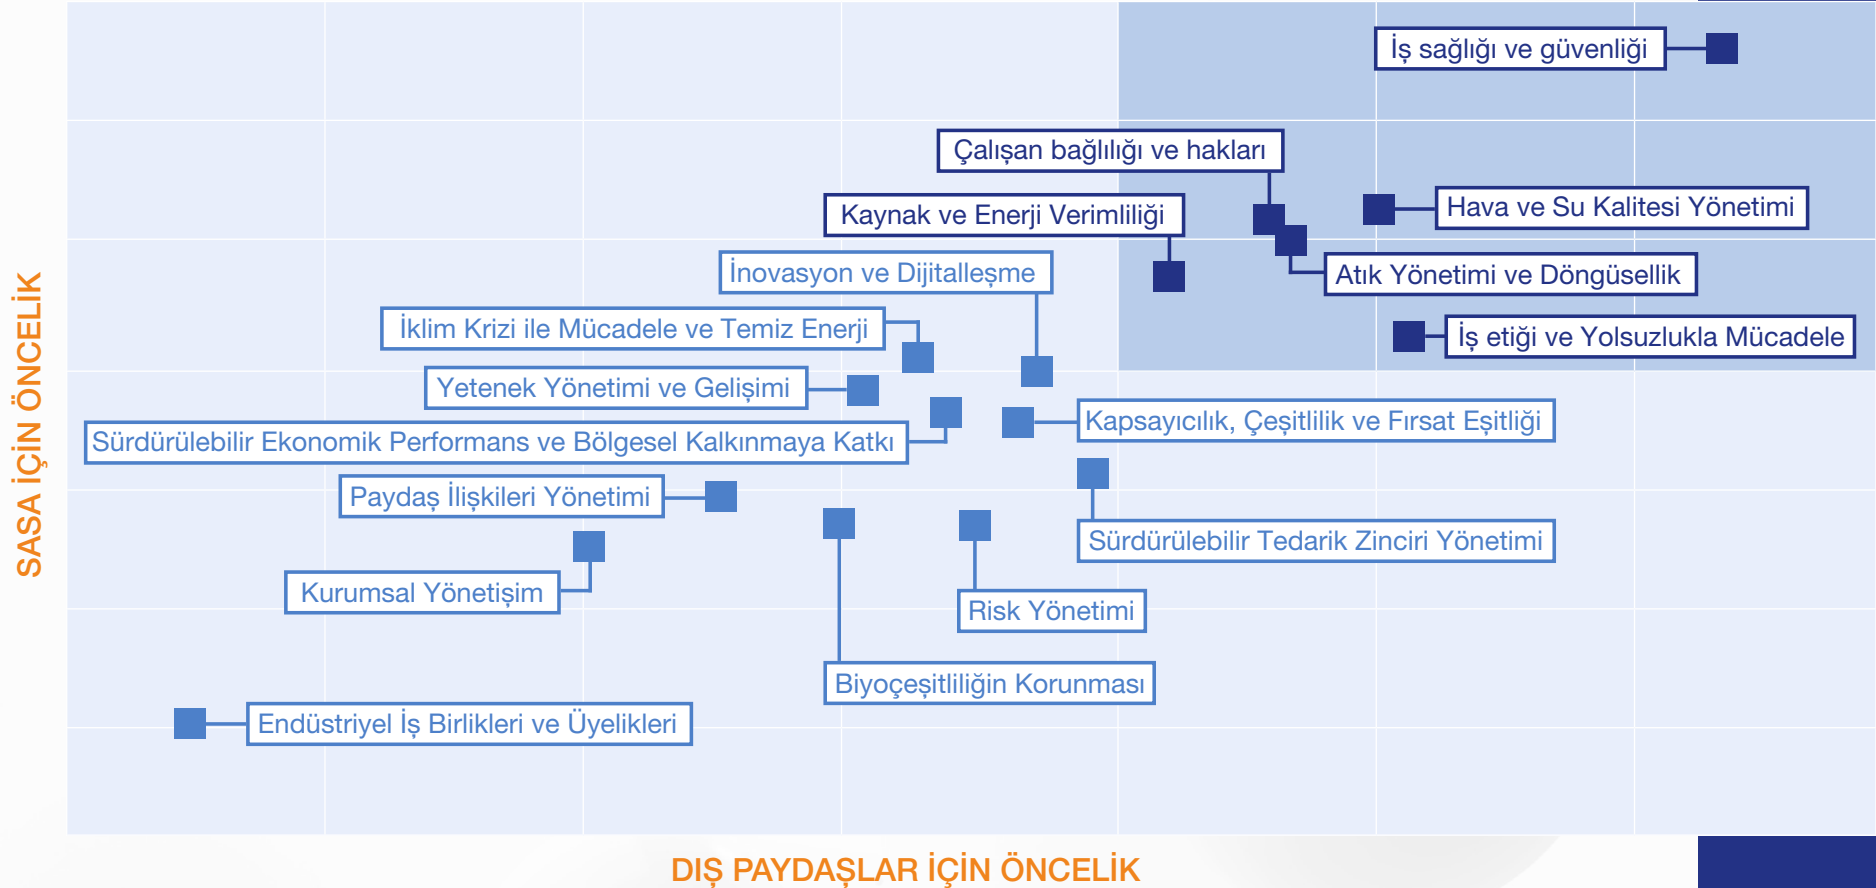 İş sağlığı ve güvenliği
Çalışan bağlılığı ve hakları
Hava ve Su Kalitesi Yönetimi
Kaynak ve Enerji Verimliliği
İnovasyon ve Dijitalleşme
Atık Yönetimi ve Döngüsellik
İklim Krizi ile Mücadele ve Temiz Enerji
İş etiği ve Yolsuzlukla Mücadele
Yetenek Yönetimi ve Gelişimi
Kapsayıcılık, Çeşitlilik ve Fırsat Eşitliği
Sürdürülebilir Ekonomik Performans ve Bölgesel Kalkınmaya Katkı
Paydaş İlişkileri Yönetimi
Sürdürülebilir Tedarik Zinciri Yönetimi
Kurumsal Yönetişim
Risk Yönetimi
Biyoçeşitliliğin Korunması
Endüstriyel İş Birlikleri ve Üyelikleri
SASA İÇİN ÖNCELİK
DIŞ PAYDAŞLAR İÇİN ÖNCELİK